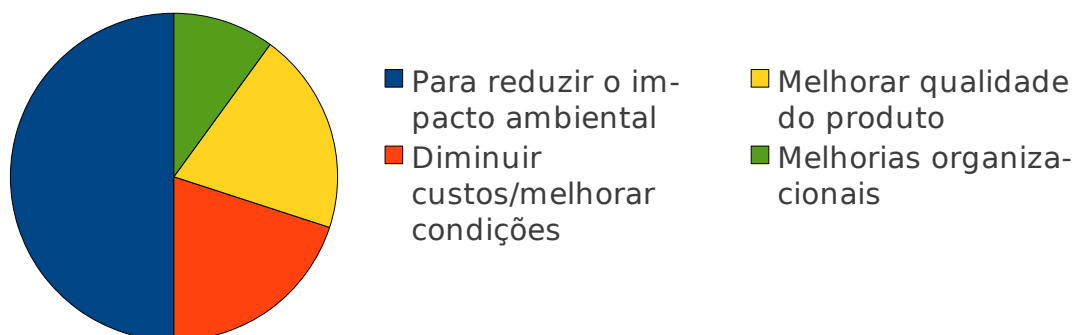 Para reduzir o im-
pacto ambiental
Diminuir
custos/melhorar
condições
Melhorar qualidade
do produto
Melhorias organiza-
cionais